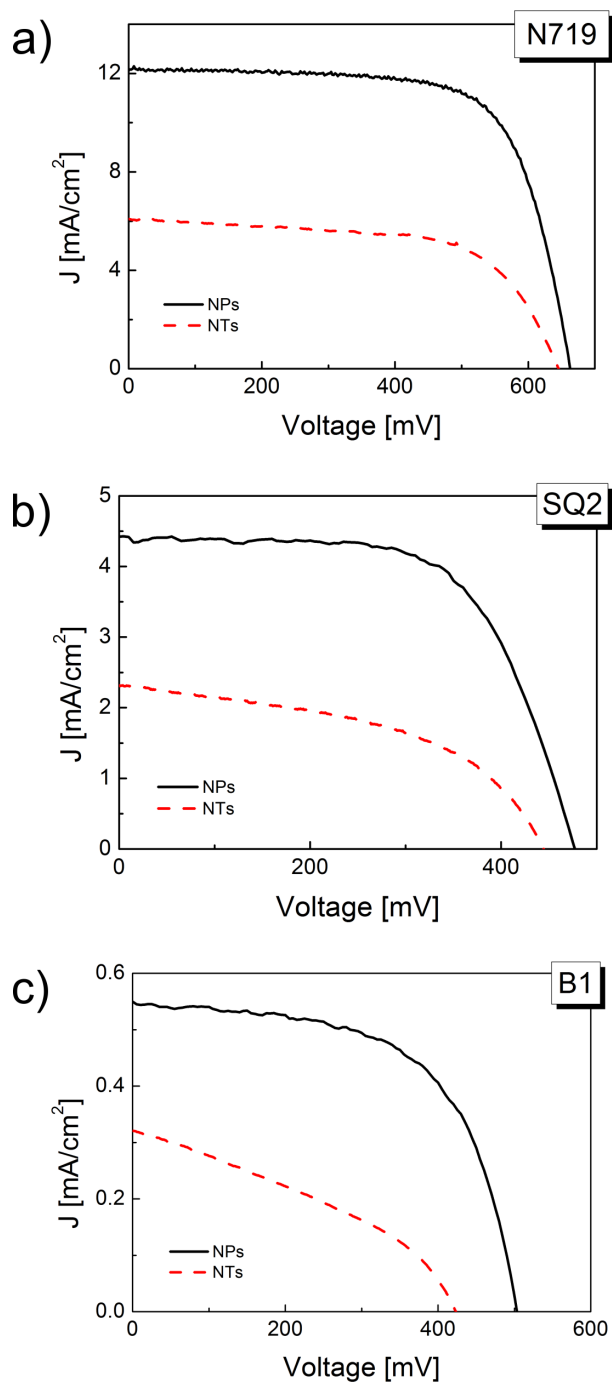 a)
N719
12
8
4
0
J [mA/cm²]
NPs
NTs
0 200 400 600
Voltage [mV]
b)
SQ2
5
4
3
2
1
0
J [mA/cm²]
NPs
NTs
0 200 400
Voltage [mV]
c)
B1
0.6
0.4
0.2
0.0
J [mA/cm²]
NPs
NTs
0 200 400 600
Voltage [mV]